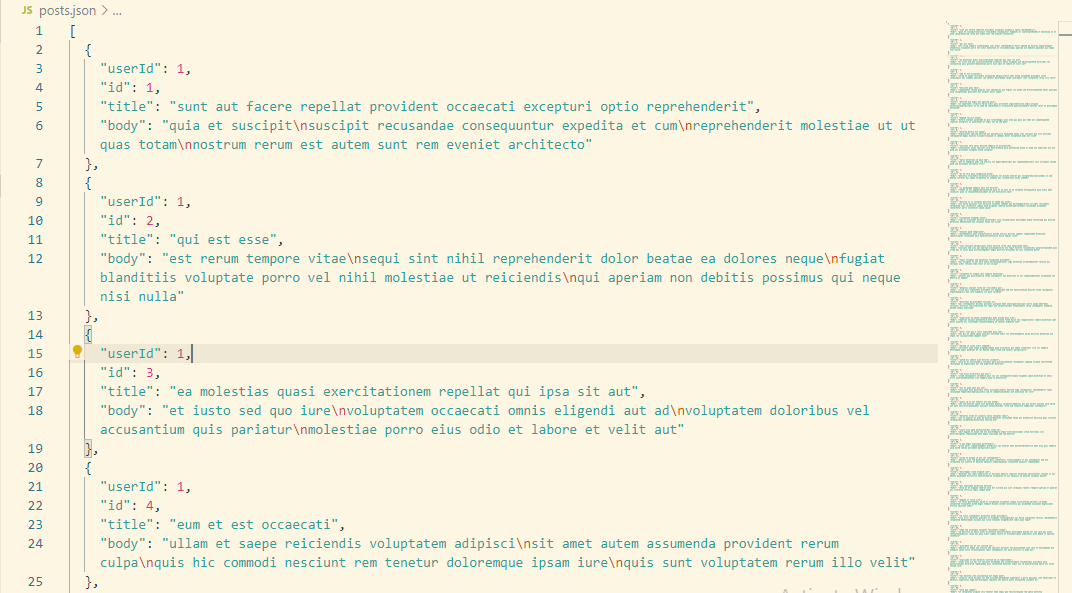 JS posts.json > ...
1 [
2 {
3 "userId": 1,
4 "id": 1,
5 "title": "sunt aut facere repellat provident occaecati excepturi optio reprehenderit",
6 "body": "quia et suscipit\nsuscipit recusandae consequuntur expedita et cum\nreprehenderit molestiae ut ut
quas totam\nnostrum rerum est autem sunt rem eveniet architecto"
7 },
8 {
9 "userId": 1,
10 "id": 2,
11 "title": "qui est esse",
12 "body": "est rerum tempore vitae\nsequi sint nihil reprehenderit dolor beatae ea dolores neque\nfugiat
blanditiis voluptate porro vel nihil molestiae ut reiciendis\nqui aperiam non debitis possimus qui neque
nisi nulla"
13 },
14 {
15 "userId": 1,
16 "id": 3,
17 "title": "ea molestias quasi exercitationem repellat qui ipsa sit aut",
18 "body": "et iusto sed quo iure\nvoluptatem occaecati omnis eligendi aut ad\nvoluptatem doloribus vel
accusantium quis pariatur\nmolestiae porro eius odio et labore et velit aut"
19 },
20 {
21 "userId": 1,
22 "id": 4,
23 "title": "eum et est occaecati",
24 "body": "ullam et saepe reiciendis voluptatem adipisci\nsit amet autem assumenda provident rerum
culpa\nquis hic commodi nesciunt rem tenetur doloremque ipsam iure\nquis sunt voluptatem rerum illo velit"
25 },